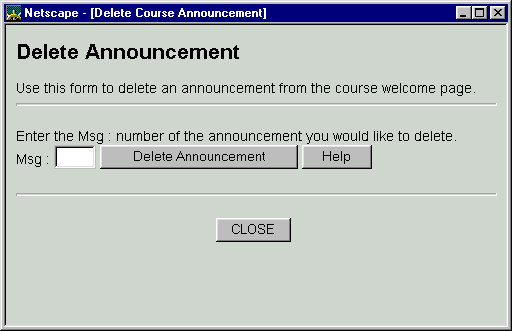 Netscape - [Delete Course Announcement]
Delete Announcement
Use this form to delete an announcement from the course welcome page.
Enter the Msg : number of the announcement you would like to delete.
Msg : Delete Announcement Help
CLOSE